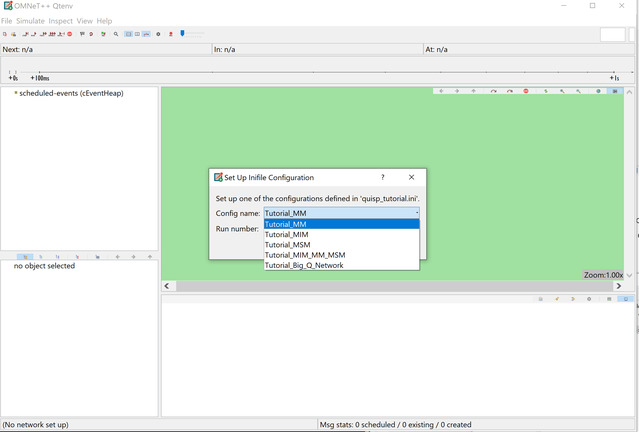 OMNeT++ Qtenv
File Simulate Inspect View Help
Next: n/a
In: n/a
At: n/a
+0s
+100ms
+1s
scheduled-events (cEventHeap)
Set Up Inifile Configuration
?
Set up one of the configurations defined in 'quisp_tutorial.ini'.
Config name: Tutorial_MM
Run number:
Tutorial_MM
Tutorial_MIM
Tutorial_MSM
Tutorial_MIM_MM_MSM
Tutorial_Big_Q_Network
no object selected
Zoom:1.00x
(No network set up)
Msg stats: 0 scheduled / 0 existing / 0 created